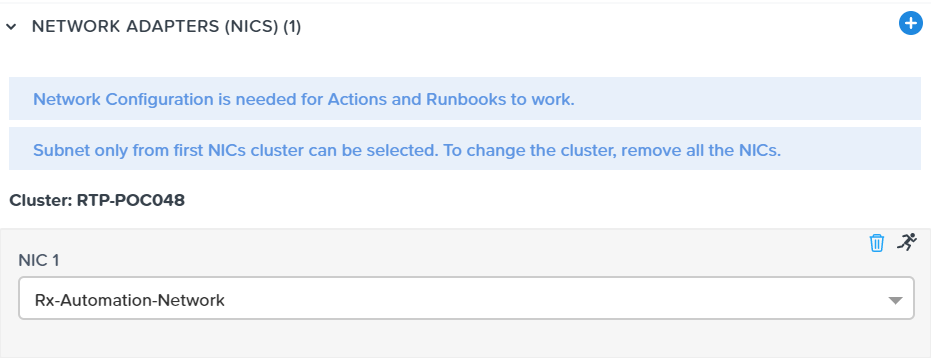 NETWORK ADAPTERS (NICS) (1)
Network Configuration is needed for Actions and Runbooks to work.
Subnet only from first NICs cluster can be selected. To change the cluster, remove all the NICs.
Cluster: RTP-POC048
NIC 1
Rx-Automation-Network